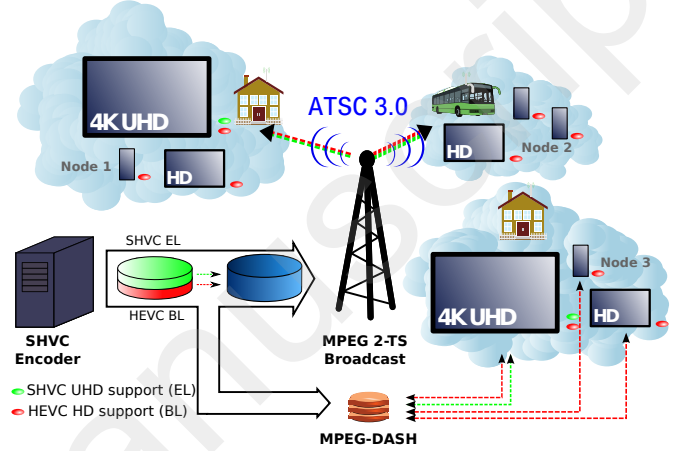 ATSC 3.0
4K UHD
Node 1
HD
HD
Node 2
SHVC EL
HEVC BL
SHVC
Encoder
MPEG 2-TS
Broadcast
4K UHD
Node 3
HD
SHVC UHD support (EL)
HEVC HD support (BL)
MPEG-DASH